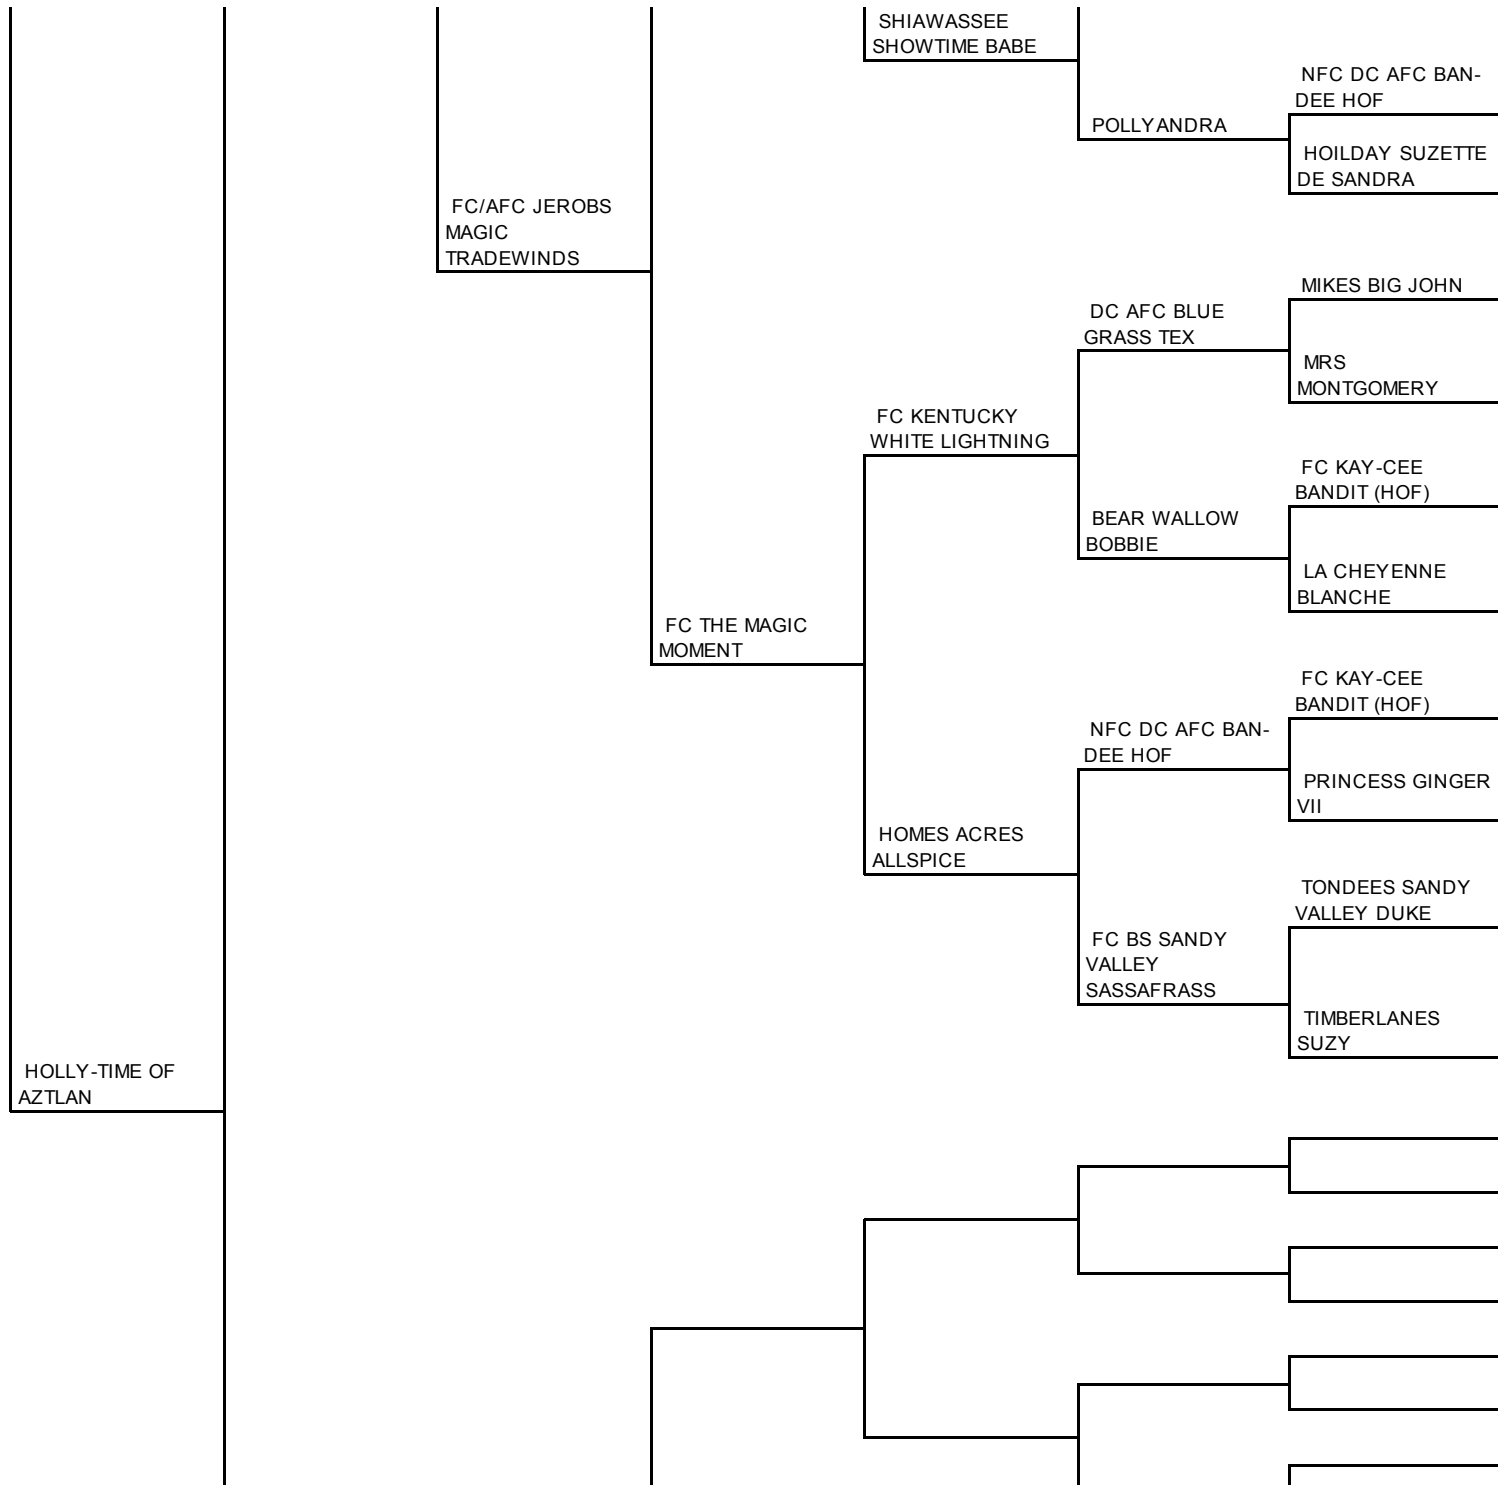 SHIAWASSEE
SHOWTIME BABE
NFC DC AFC BAN-
DEE HOF
POLLYANDRA
HOILDAY SUZETTE
DE SANDRA
FC/AFC JEROBS
MAGIC
TRADEWINDS
MIKES BIG JOHN
DC AFC BLUE
GRASS TEX
MRS
MONTGOMERY
FC KENTUCKY
WHITE LIGHTNING
FC KAY-CEE
BANDIT (HOF)
BEAR WALLOW
BOBBIE
LA CHEYENNE
BLANCHE
FC THE MAGIC
MOMENT
FC KAY-CEE
BANDIT (HOF)
NFC DC AFC BAN-
DEE HOF
PRINCESS GINGER
VII
HOMES ACRES
ALLSPICE
TONDEES SANDY
VALLEY DUKE
FC BS SANDY
VALLEY
SASSAFRASS
TIMBERLANES
SUZY
HOLLY-TIME OF
AZTLAN